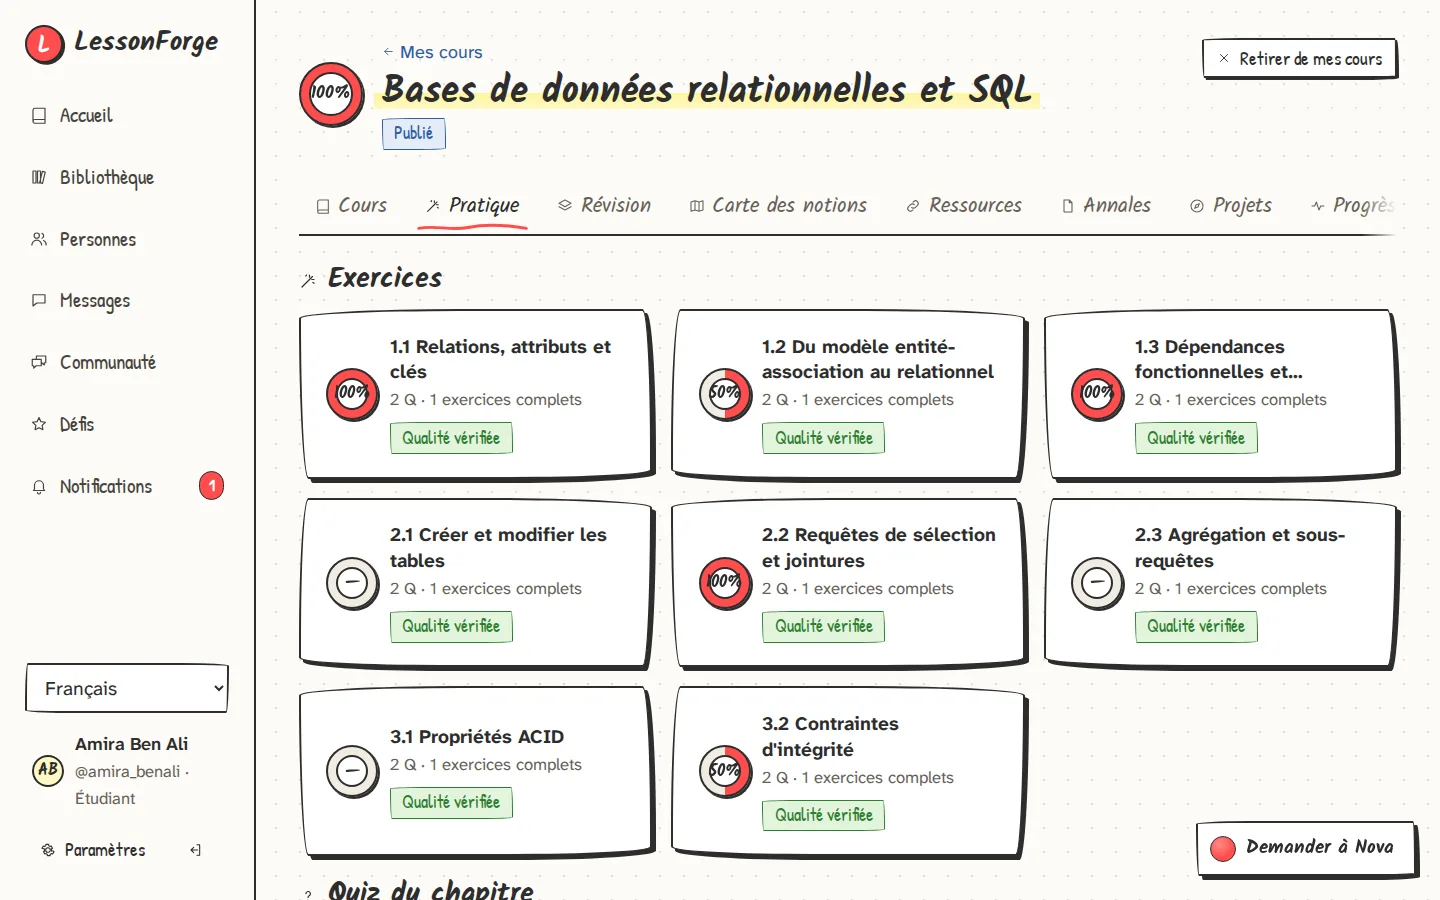 L LessonForge
Accueil
Bibliothèque
Personnes
Messages
Communauté
Défis
Notifications 1
Français
AB
Amira Ben Ali
@amira_benali ·
Étudiant
Paramètres
← Mes cours
100%
Bases de données relationnelles et SQL
Publié
× Retirer de mes cours
Cours
Pratique
Révision
Carte des notions
Ressources
Annales
Projets
Progrès
Exercices
100%
1.1 Relations, attributs et
clés
2 Q · 1 exercices complets
Qualité vérifiée
50%
1.2 Du modèle entité-
association au relationnel
2 Q · 1 exercices complets
Qualité vérifiée
100%
1.3 Dépendances
fonctionnelles et...
2 Q · 1 exercices complets
Qualité vérifiée
—
2.1 Créer et modifier les
tables
2 Q · 1 exercices complets
Qualité vérifiée
100%
2.2 Requêtes de sélection
et jointures
2 Q · 1 exercices complets
Qualité vérifiée
—
2.3 Agrégation et sous-
requêtes
2 Q · 1 exercices complets
Qualité vérifiée
—
3.1 Propriétés ACID
2 Q · 1 exercices complets
Qualité vérifiée
50%
3.2 Contraintes
d'intégrité
2 Q · 1 exercices complets
Qualité vérifiée
? Quiz du chapitre
Demander à Nova